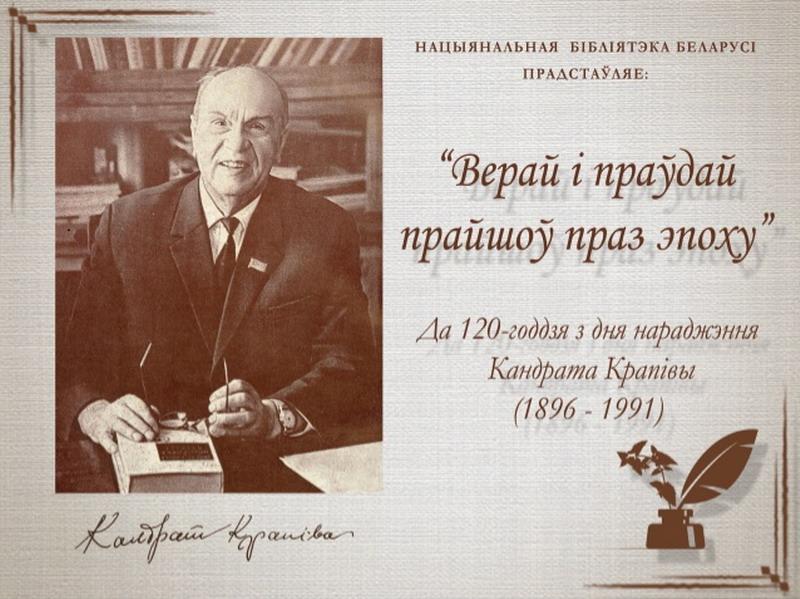 НАЦЫЯНАЛЬНАЯ БІБЛІЯТЭКА БЕЛАРУСІ
ПРАДСТАЎЛЯЕ:
“Верай і праўдай
прайшоў праз эпоху”
Да 120-годдзя з дня нараджэння
Кандрата Крапівы
(1896 - 1991)
Кандрат Крапіва